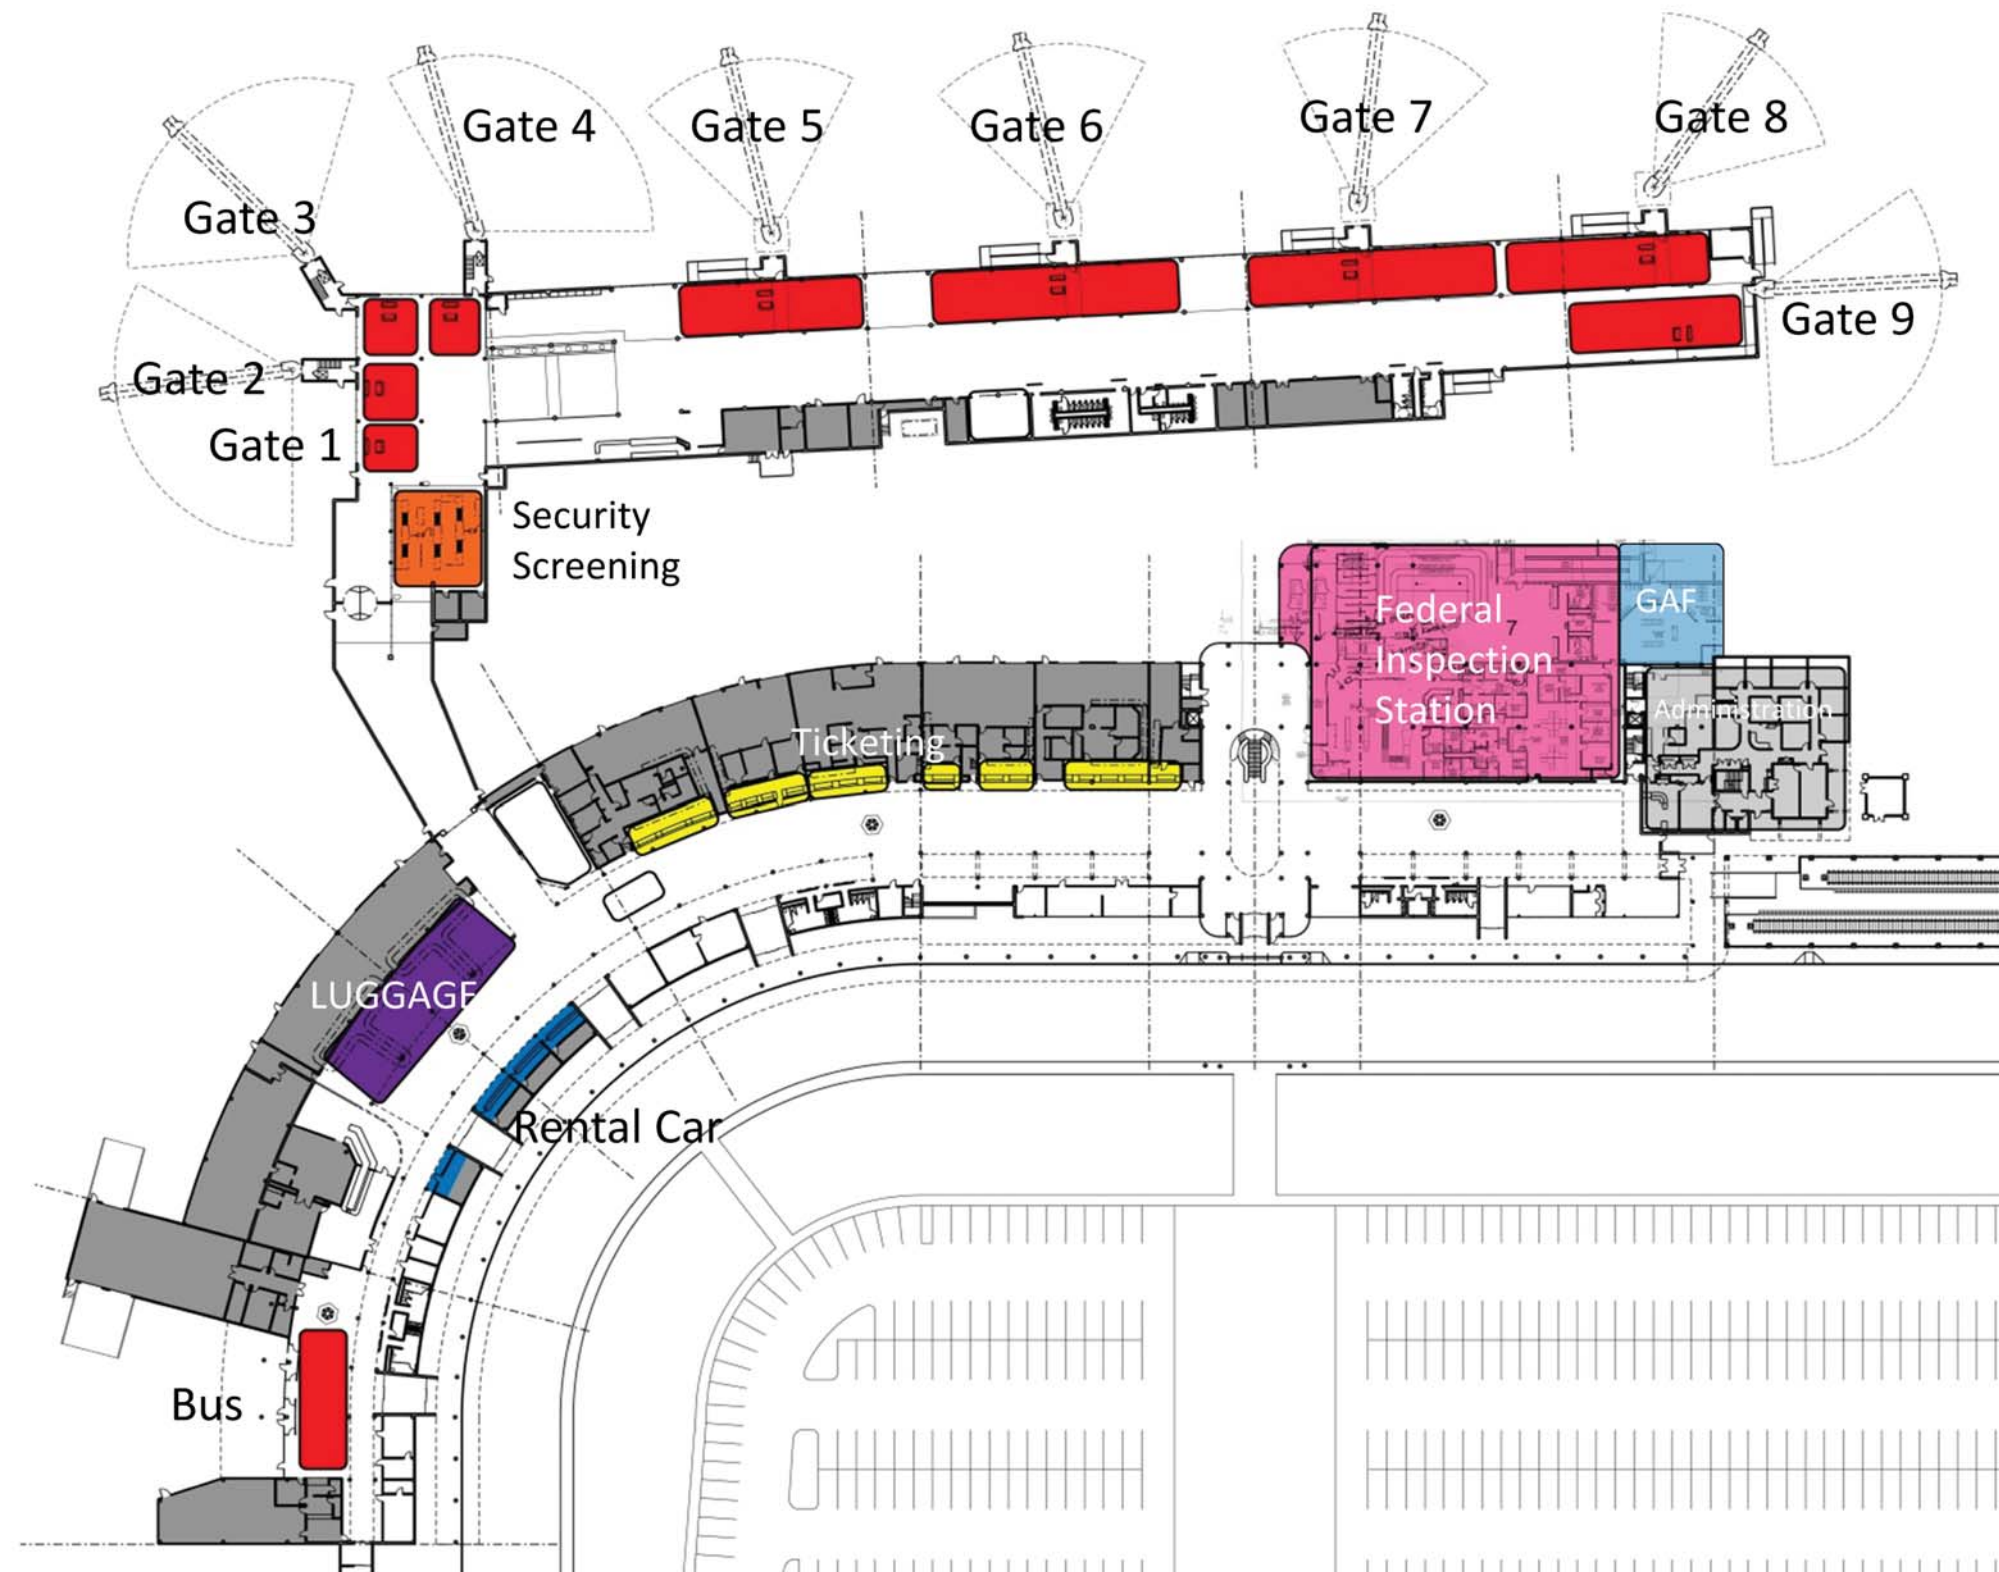 Gate 4
Gate 5
Gate 6
Gate 7
Gate 8
Gate 3
Gate 9
Gate 2
Gate 1
Security
Screening
Federal
Inspection
Station
7
GAF
Administration
Ticketing
LUGGAGE
Rental Car
Bus